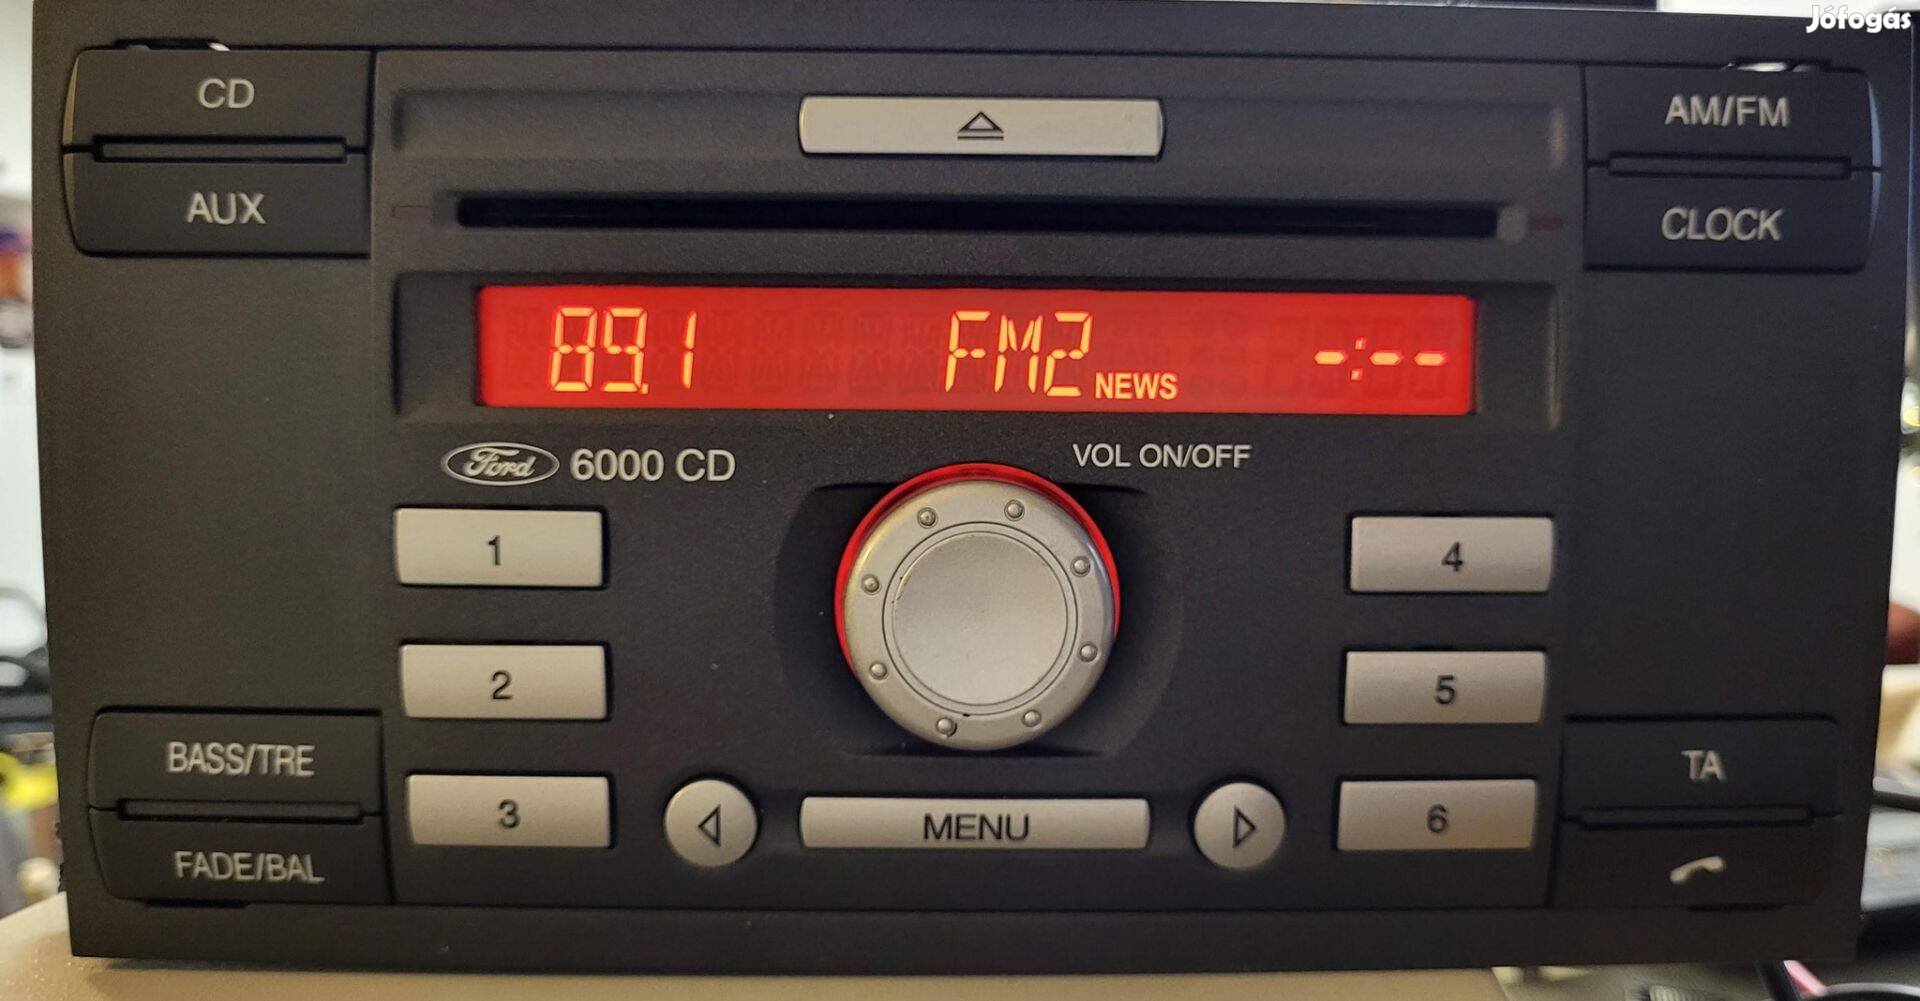 Jófogás
CD
AM/FM
AUX
CLOCK
89.1 FM2 NEWS -:--
Ford 6000 CD
VOL ON/OFF
1
4
2
5
BASS/TRE
TA
3
MENU
6
FADE/BAL